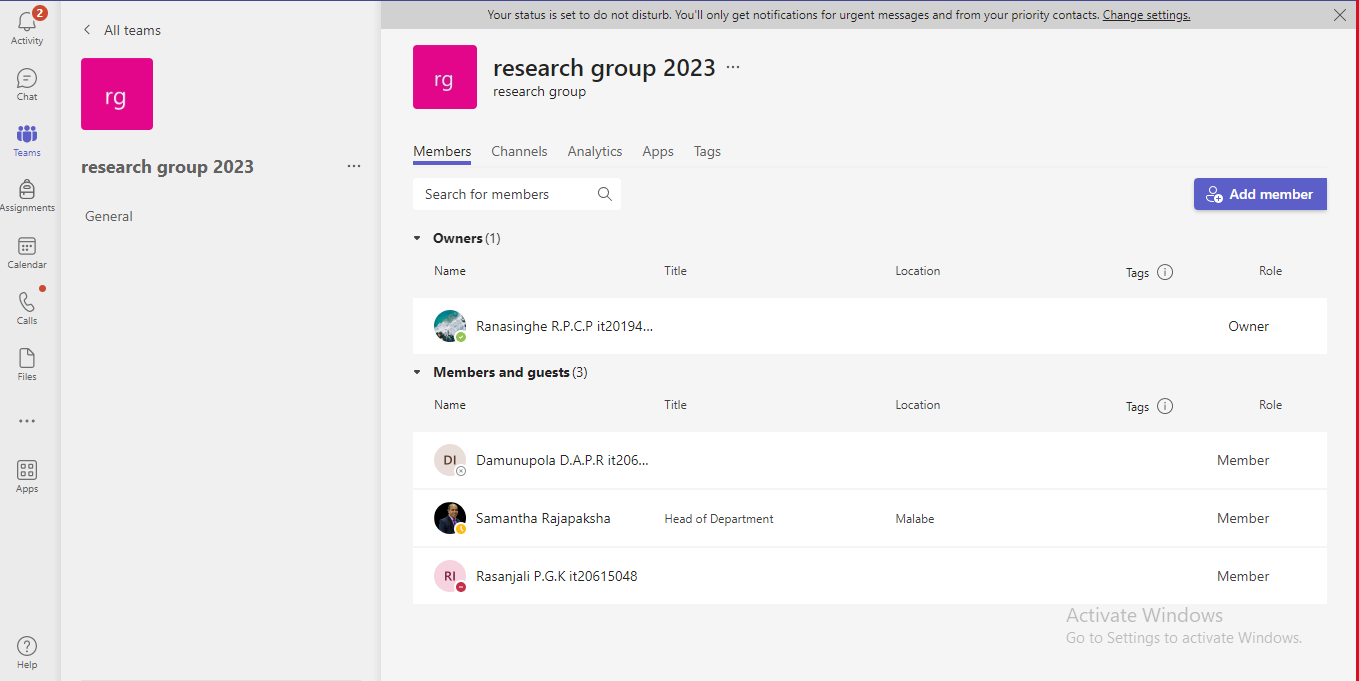 Your status is set to do not disturb. You'll only get notifications for urgent messages and from your priority contacts. Change settings.
2
Activity
Chat
Teams
Assignments
Calendar
Calls
Files
Apps
Help
All teams
rg
research group 2023
General
rg
research group 2023
research group
Members Channels Analytics Apps Tags
Search for members
Add member
Owners (1)
Name Title Location Tags Role
Ranasinghe R.P.C.P it20194... Owner
Members and guests (3)
Name Title Location Tags Role
DI Damunupola D.A.P.R it206... Member
Samantha Rajapaksha Head of Department Malabe Member
RI Rasanjali P.G.K it20615048 Member
Activate Windows
Go to Settings to activate Windows.